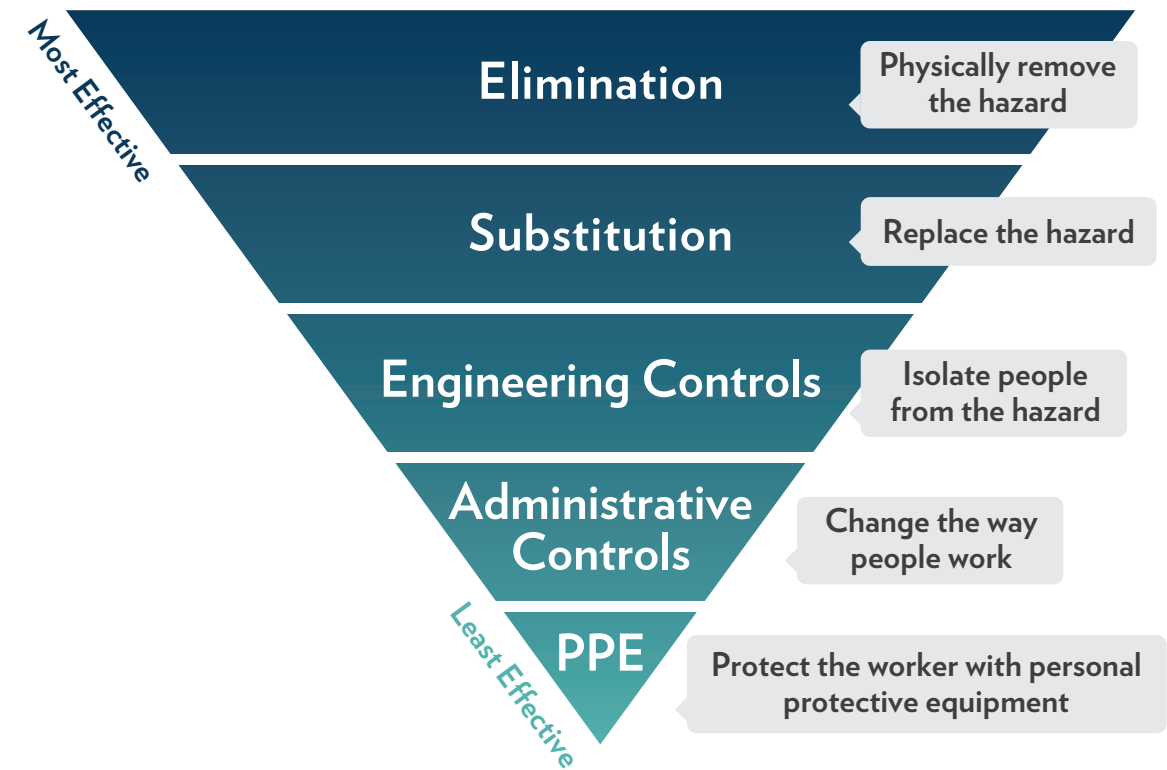 Most Effective
Elimination
Physically remove
the hazard
Substitution
Replace the hazard
Engineering Controls
Isolate people
from the hazard
Administrative
Controls
Change the way
people work
Least Effective
PPE
Protect the worker with personal
protective equipment